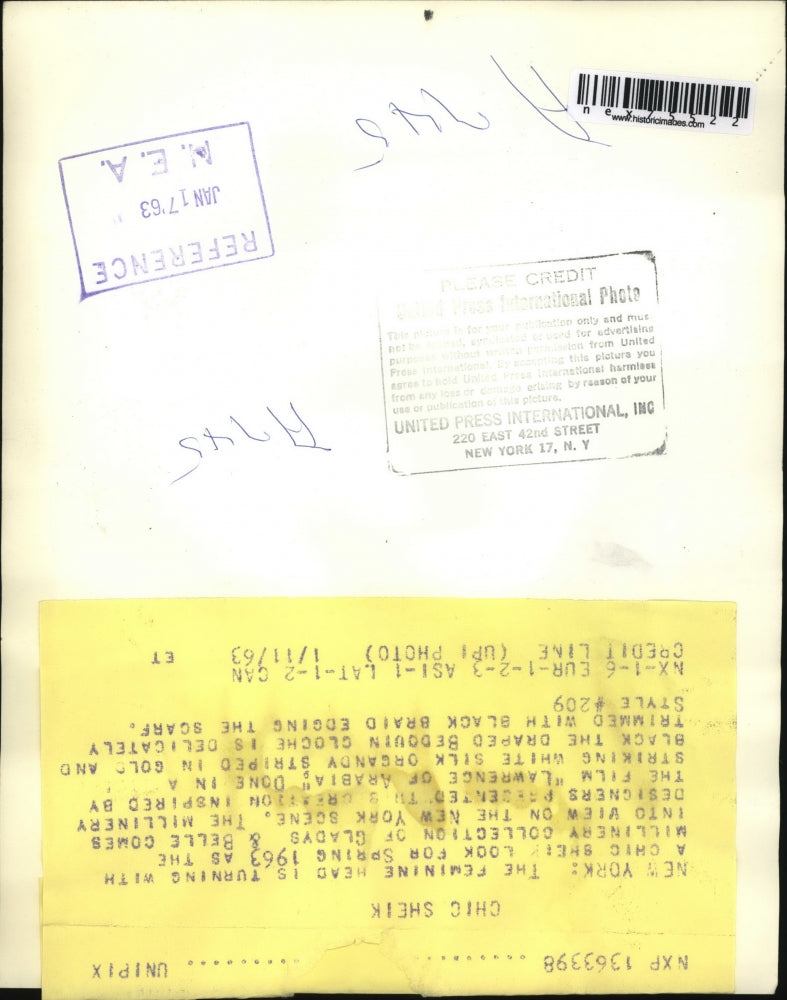 HATS
nex25522
www.historicimages.com
REFERENCE
JAN 17 '63
N.E.A.
PLEASE CREDIT
United Press International Photo
This picture is for your publication only and mus
not be loaned, syndicated or used for advertising
purposes without written permission from United
Press International. By accepting this picture you
agree to hold United Press International harmless
from any loss or damage arising by reason of your
use or publication of this picture.
UNITED PRESS INTERNATIONAL, INC
220 EAST 42nd STREET
NEW YORK 17, N. Y
HATS
NXP 1363398 .................... UNIPIX
CHIC SHEIK
NEW YORK: THE FEMININE HEAD IS TURNING WITH
A CHIC SHEIK LOOK FOR SPRING 1963 AS THE
MILLINERY COLLECTION OF GLADYS & BELLE COMES
INTO VIEW ON THE NEW YORK SCENE. THE MILLINERY
DESIGNERS PRESENTED THIS CREATION INSPIRED BY
THE FILM "LAWRENCE OF ARABIA", DONE IN A
STRIKING WHITE SILK ORGANDY STRIPED IN GOLD AND
BLACK THE DRAPED BEDOUIN CLOCHE IS DELICATELY
TRIMMED WITH BLACK BRAID EDGING THE SCARF.
STYLE #209
NX-1-6 EUR-1-2-3 ASI-1 LAT-1-2 CAN
CREDIT LINE (UPI PHOTO) 1/11/63 ET